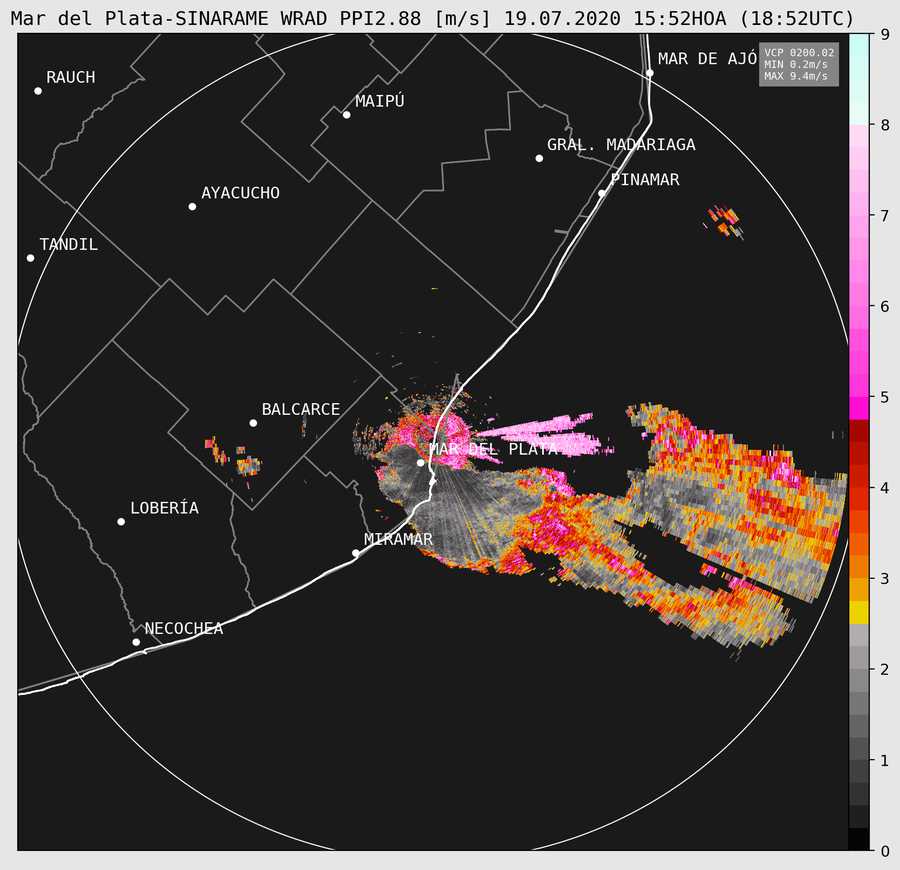 Mar del Plata-SINARAME WRAD PPI2.88 [m/s] 19.07.2020 15:52HOA (18:52UTC)
9
MAR DE AJÓ
VCP 0200.02
MIN 0.2m/s
MAX 9.4m/s
RAUCH
MAIPÚ
8
GRAL. MADARIAGA
PINAMAR
AYACUCHO
7
TANDIL
6
5
BALCARCE
MAR DEL PLATA
4
LOBERÍA
MIRAMAR
3
NECOCHEA
2
1
0